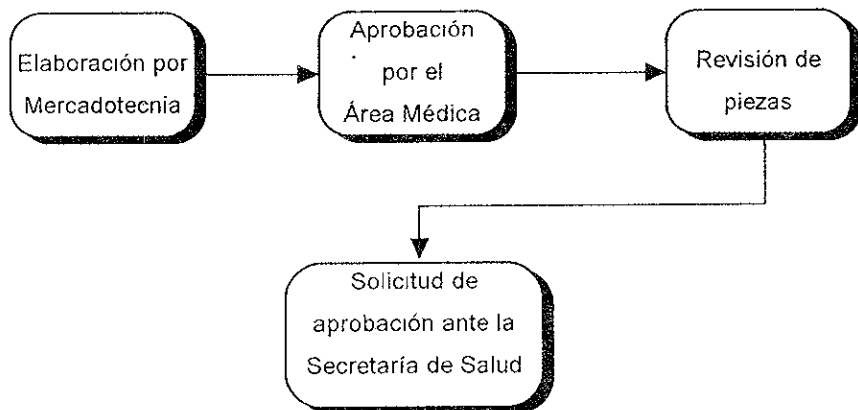 Elaboración por
Mercadotecnia
Aprobación
por el
Área Médica
Revisión de
piezas
Solicitud de
aprobación ante la
Secretaría de Salud